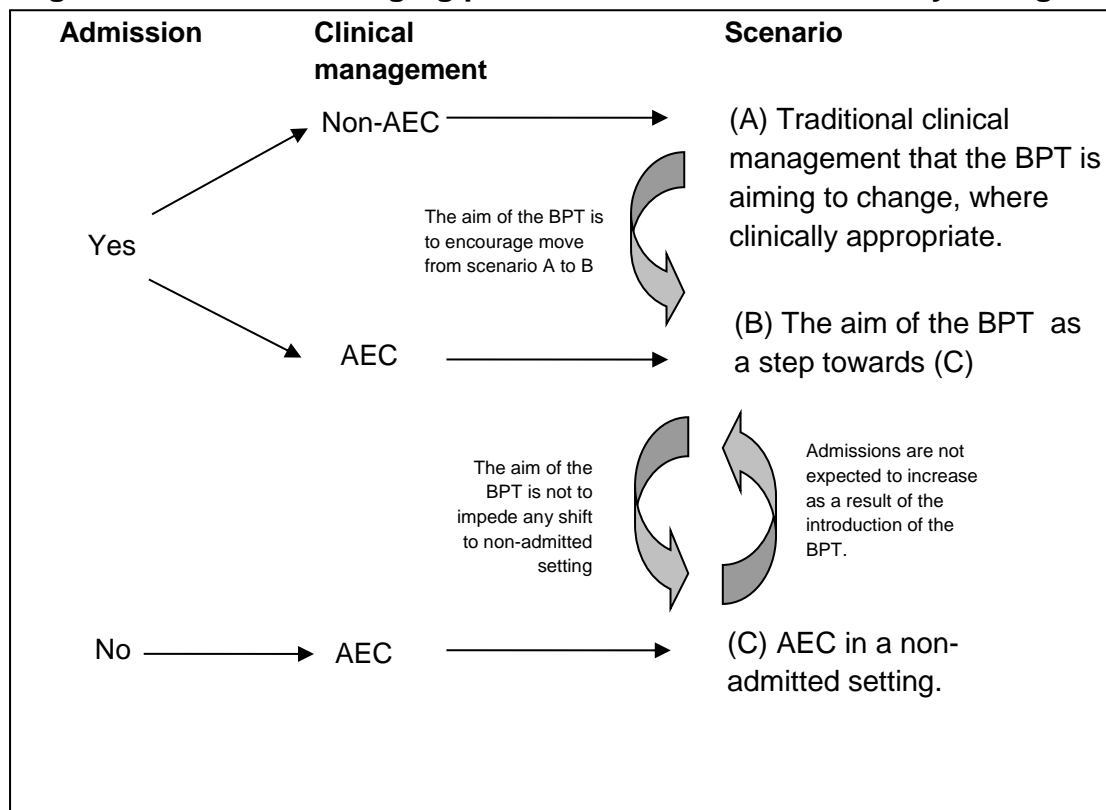 Admission
Clinical
management
Scenario
Non-AEC
(A) Traditional clinical
management that the BPT is
aiming to change, where
clinically appropriate.
Yes
The aim of the BPT is
to encourage move
from scenario A to B
AEC
(B) The aim of the BPT as
a step towards (C)
The aim of the
BPT is not to
impede any shift
to non-admitted
setting
Admissions are not
expected to increase
as a result of the
introduction of the
BPT.
No
AEC
(C) AEC in a non-
admitted setting.